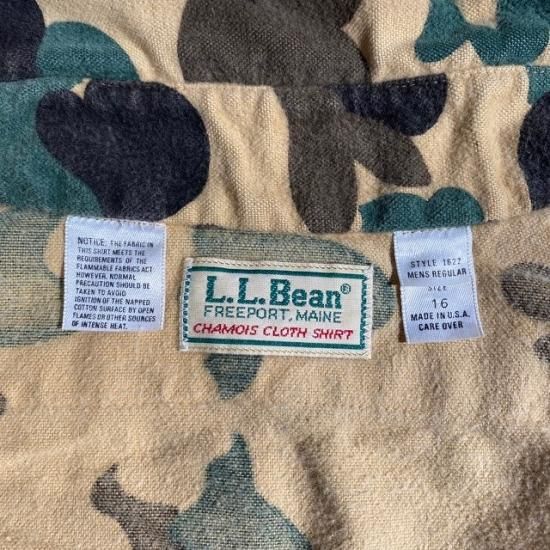 NOTICE: THE FABRIC IN
THIS SHIRT MEETS THE
REQUIREMENTS OF THE
FLAMMABLE FABRICS ACT
HOWEVER, NORMAL
PRECAUTION SHOULD BE
TAKEN TO AVOID
IGNITION OF THE NAPPED
COTTON SURFACE BY OPEN
FLAMES OR OTHER SOURCES
OF INTENSE HEAT.
L.L.Bean®
FREEPORT, MAINE
CHAMOIS CLOTH SHIRT
STYLE 1627
MENS REGULAR
SIZE
16
MADE IN U.S.A.
CARE OVER